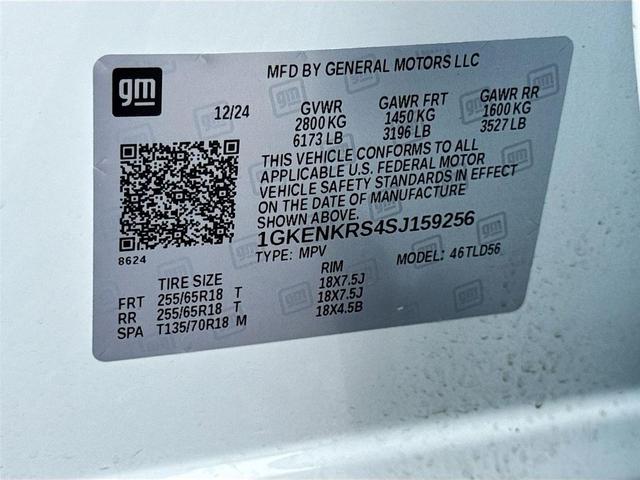 gm
MFD BY GENERAL MOTORS LLC
12/24
GVWR GAWR FRT GAWR RR
2800 KG 1450 KG 1600 KG
6173 LB 3196 LB 3527 LB
THIS VEHICLE CONFORMS TO ALL
APPLICABLE U.S. FEDERAL MOTOR
VEHICLE SAFETY STANDARDS IN EFFECT
ON THE DATE OF MANUFACTURE
SHOWN ABOVE.
1GKENKRS4SJ159256
8624
TYPE: MPV MODEL: 46TLD56
TIRE SIZE RIM
FRT 255/65R18 T 18X7.5J
RR 255/65R18 T 18X7.5J
SPA T135/70R18 M 18X4.5B